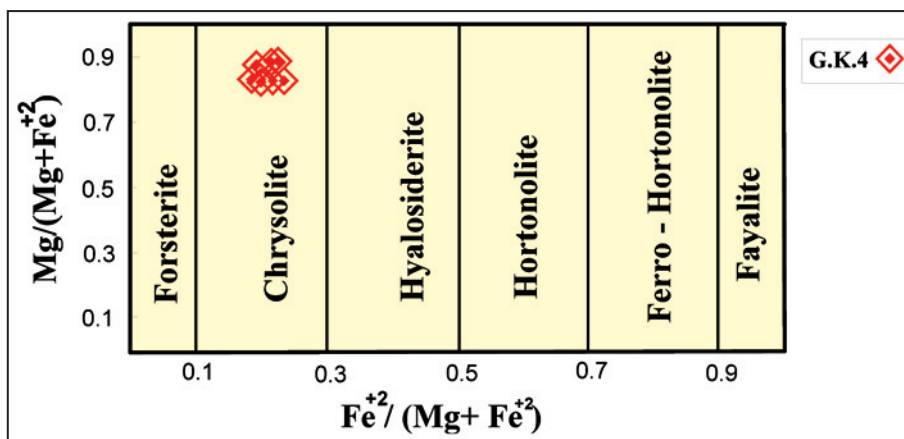 Mg/(Mg+Fe+2)
0.9
0.7
0.5
0.3
0.1
Forsterite
Chrysolite
Hyalosiderite
Hortonolite
Ferro - Hortonolite
Fayalite
G.K.4
0.1 0.3 0.5 0.7 0.9
Fe+2/ (Mg+ Fe+2)